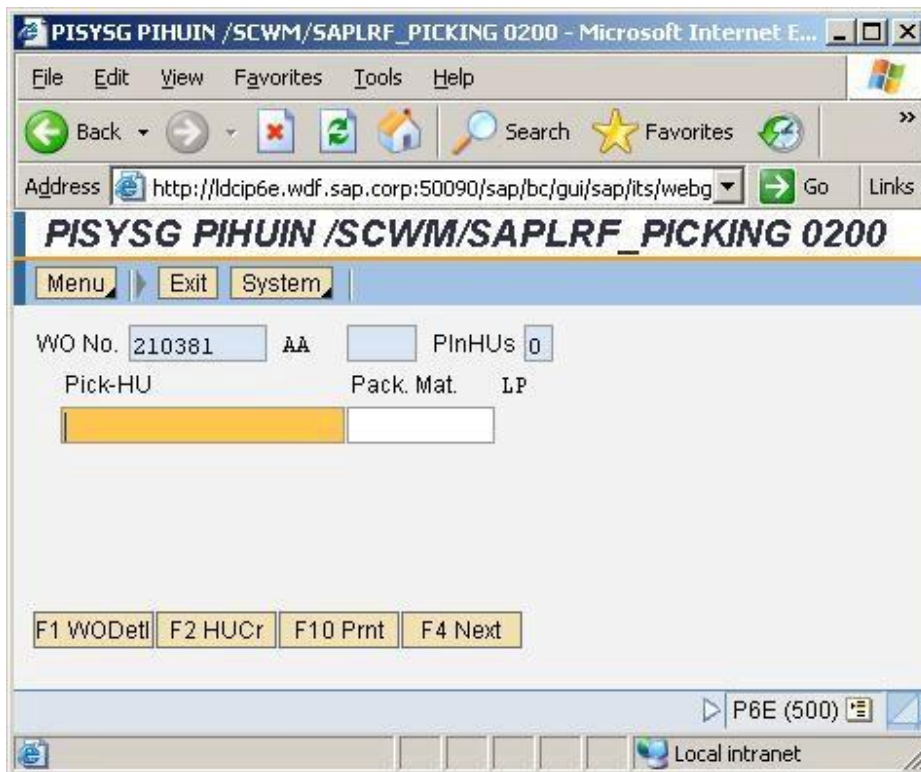 PISYSG PIHUIN /SCWM/SAPLRF_PICKING 0200 - Microsoft Internet E...
File Edit View Favorites Tools Help
Back Search Favorites »
Address http://ldcip6e.wdf.sap.corp:50090/sap/bc/gui/sap/its/webg Go Links
PISYSG PIHUIN /SCWM/SAPLRF_PICKING 0200
Menu Exit System
WO No. 210381 AA PlnHUs 0
Pick-HU Pack. Mat. LP
F1 WODetl F2 HUCr F10 Prnt F4 Next
P6E (500)
Local intranet